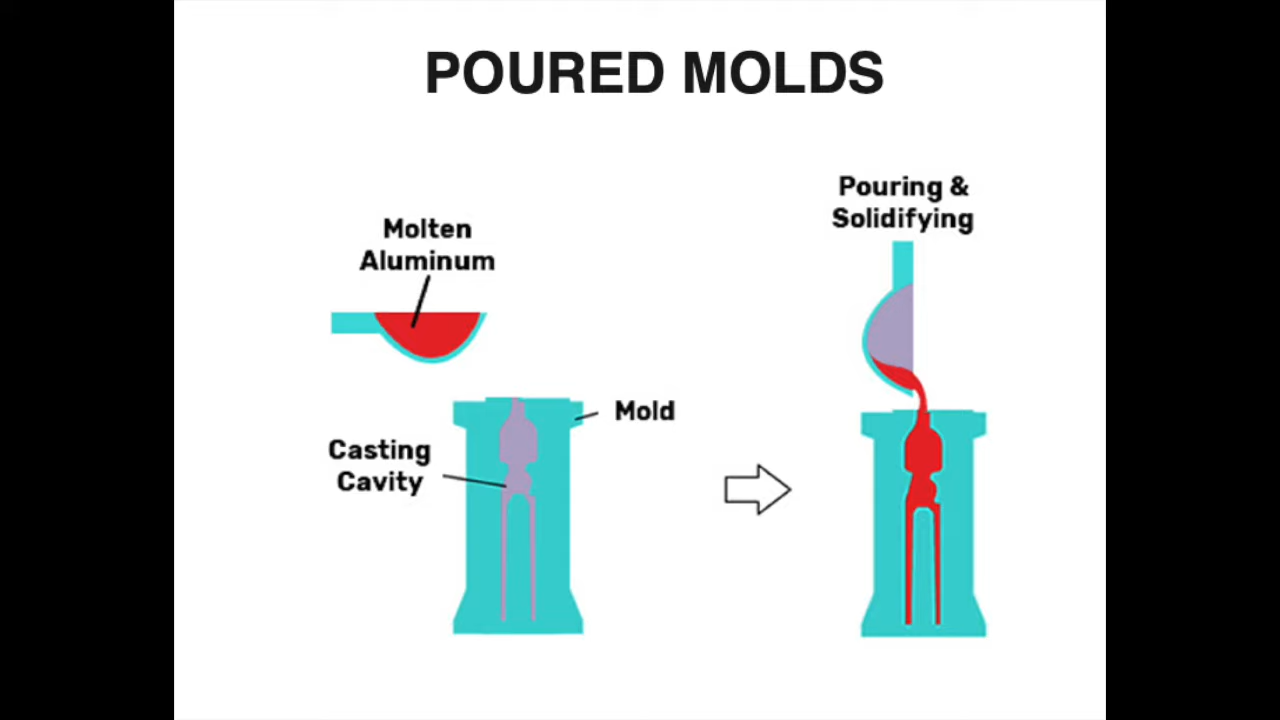 POURED MOLDS
Pouring &
Solidifying
Molten
Aluminum
Mold
Casting
Cavity